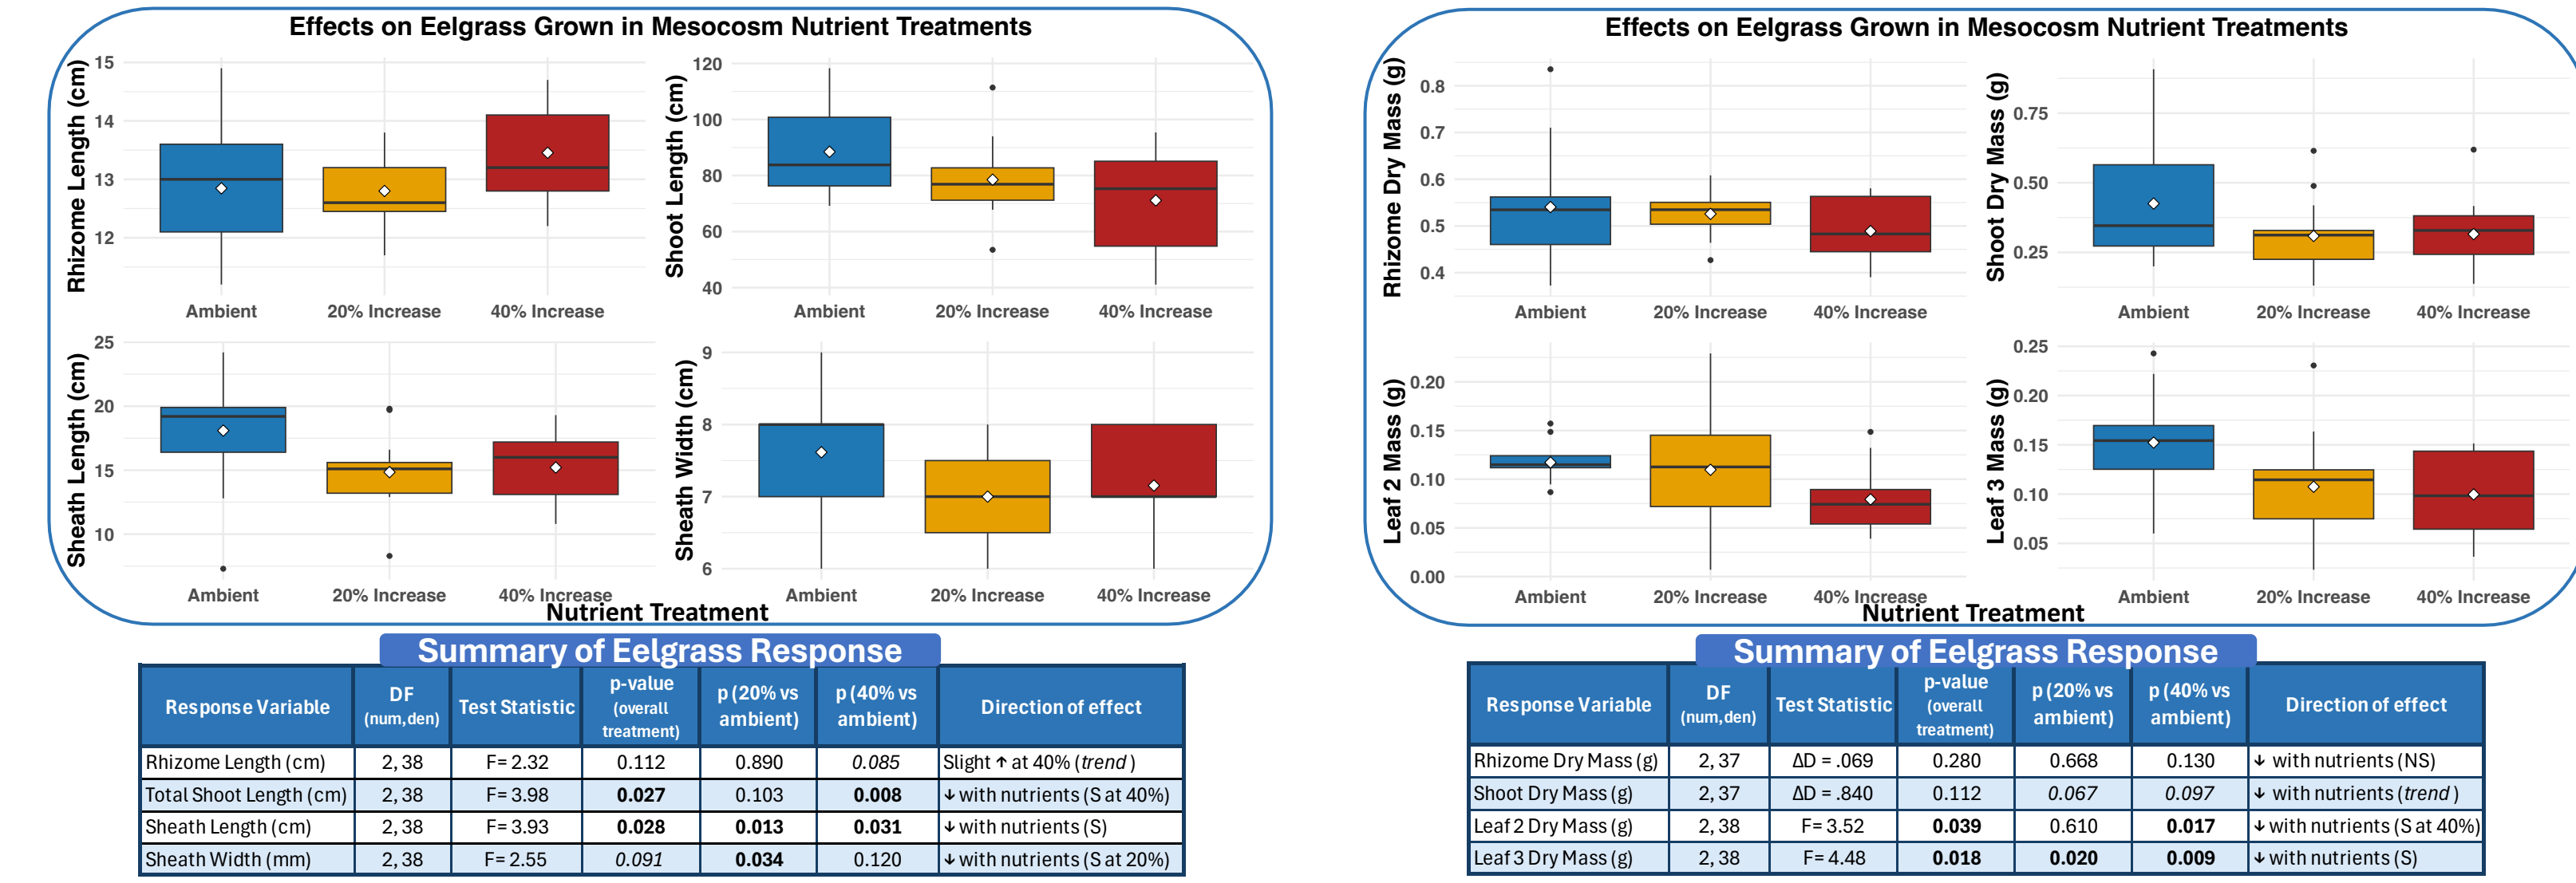 Effects on Eelgrass Grown in Mesocosm Nutrient Treatments
Rhizome Length (cm)
15
14
13
12
Ambient 20% Increase 40% Increase
Shoot Length (cm)
120
100
80
60
40
Ambient 20% Increase 40% Increase
Sheath Length (cm)
25
20
15
10
Ambient 20% Increase 40% Increase
Sheath Width (cm)
9
8
7
6
Ambient 20% Increase 40% Increase
Nutrient Treatment
Summary of Eelgrass Response
Response Variable DF (num,den) Test Statistic p-value (overall treatment) p (20% vs ambient) p (40% vs ambient) Direction of effect
Rhizome Length (cm) 2, 38 F= 2.32 0.112 0.890 0.085 Slight ↑ at 40% (trend)
Total Shoot Length (cm) 2, 38 F= 3.98 0.027 0.103 0.008 ↓ with nutrients (S at 40%)
Sheath Length (cm) 2, 38 F= 3.93 0.028 0.013 0.031 ↓ with nutrients (S)
Sheath Width (mm) 2, 38 F= 2.55 0.091 0.034 0.120 ↓ with nutrients (S at 20%)
Effects on Eelgrass Grown in Mesocosm Nutrient Treatments
Rhizome Dry Mass (g)
0.8
0.7
0.6
0.5
0.4
Ambient 20% Increase 40% Increase
Shoot Dry Mass (g)
0.75
0.50
0.25
Ambient 20% Increase 40% Increase
Leaf 2 Mass (g)
0.20
0.15
0.10
0.05
0.00
Ambient 20% Increase 40% Increase
Leaf 3 Mass (g)
0.25
0.20
0.15
0.10
0.05
Ambient 20% Increase 40% Increase
Nutrient Treatment
Summary of Eelgrass Response
Response Variable DF (num,den) Test Statistic p-value (overall treatment) p (20% vs ambient) p (40% vs ambient) Direction of effect
Rhizome Dry Mass (g) 2, 37 ΔD = .069 0.280 0.668 0.130 ↓ with nutrients (NS)
Shoot Dry Mass (g) 2, 37 ΔD = .840 0.112 0.067 0.097 ↓ with nutrients (trend)
Leaf 2 Dry Mass (g) 2, 38 F= 3.52 0.039 0.610 0.017 ↓ with nutrients (S at 40%)
Leaf 3 Dry Mass (g) 2, 38 F= 4.48 0.018 0.020 0.009 ↓ with nutrients (S)